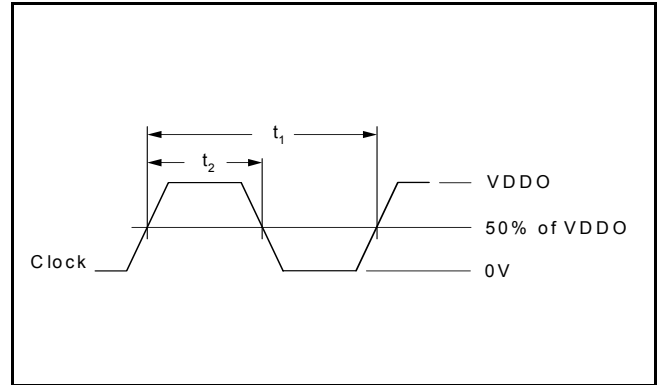 t₁
t₂
VDDO
50% of VDDO
Clock
0V